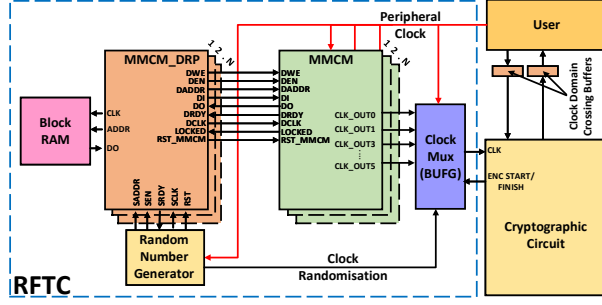 Peripheral
Clock
User
MMCM_DRP
1 2 . N
MMCM
1 2 . N
Clock Domain
Crossing Buffers
DWE
DEN
DADDR
DI
DO
DRDY
DCLK
LOCKED
RST_MMCM
DWE
DEN
DADDR
DI
DO
DRDY
DCLK
LOCKED
RST_MMCM
CLK_OUT0
CLK_OUT1
CLK_OUT3
CLK_OUT5
Block
RAM
CLK
ADDR
DO
Clock
Mux
(BUFG)
CLK
ENC START/
FINISH
Cryptographic
Circuit
SADDR
SEN
SRDY
SCLK
RST
Random
Number
Generator
Clock
Randomisation
RFTC